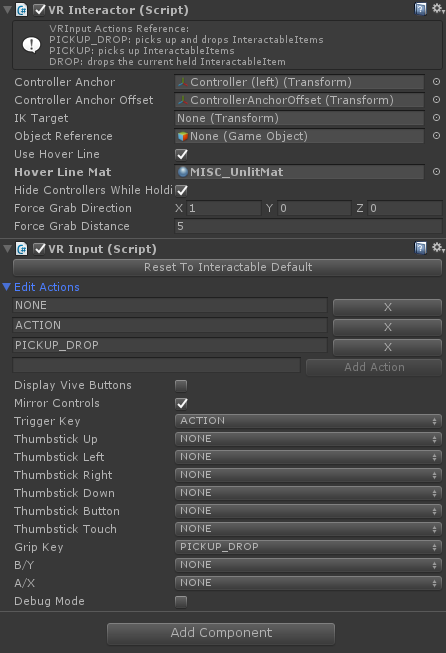 VR Interactor (Script)
VRInput Actions Reference:
PICKUP_DROP: picks up and drops InteractableItems
PICKUP: picks up InteractableItems
DROP: drops the current held InteractableItem
Controller Anchor Controller (left) (Transform)
Controller Anchor Offset ControllerAnchorOffset (Transform)
IK Target None (Transform)
Object Reference None (Game Object)
Use Hover Line
Hover Line Mat MISC_UnlitMat
Hide Controllers While Holdi
Force Grab Direction X 1 Y 0 Z 0
Force Grab Distance 5
VR Input (Script)
Reset To Interactable Default
Edit Actions
NONE X
ACTION X
PICKUP_DROP X
Add Action
Display Vive Buttons
Mirror Controls
Trigger Key ACTION
Thumbstick Up NONE
Thumbstick Left NONE
Thumbstick Right NONE
Thumbstick Down NONE
Thumbstick Button NONE
Thumbstick Touch NONE
Grip Key PICKUP_DROP
B/Y NONE
A/X NONE
Debug Mode
Add Component